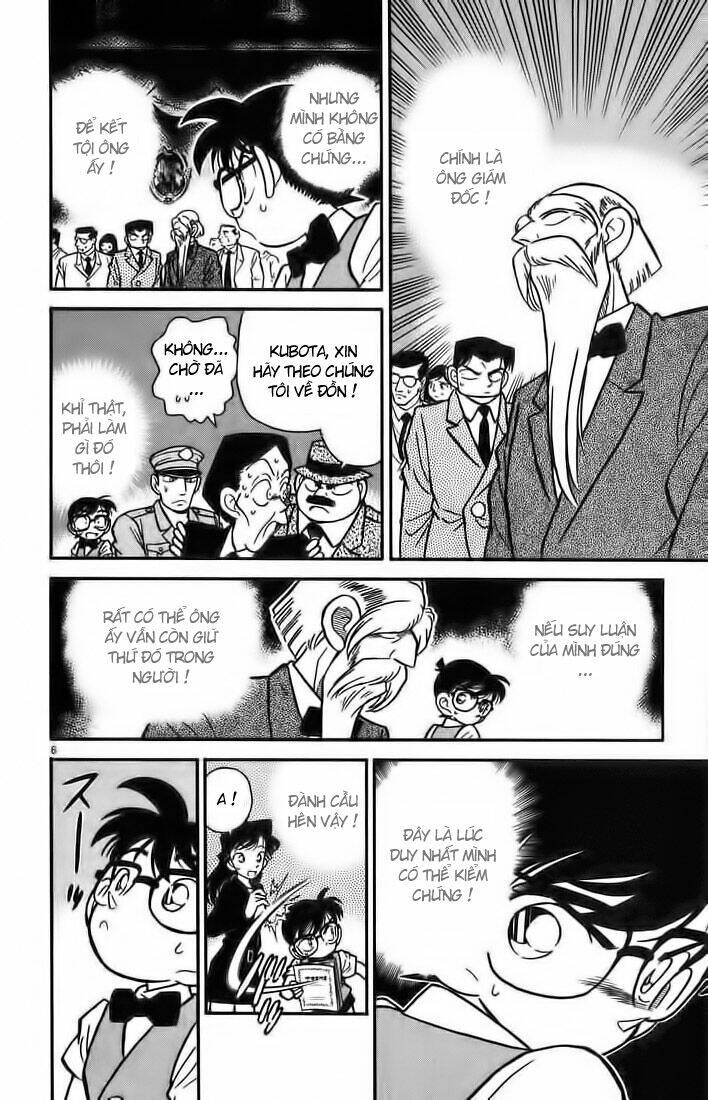 CHÍNH LÀ
ÔNG GIÁM
ĐỐC !
NHƯNG
MÌNH KHÔNG
CÓ BẰNG
CHỨNG...
ĐỂ KẾT
TỘI ÔNG
ẤY !
KUBOTA, XIN
HÃY THEO CHÚNG
TÔI VỀ ĐỒN !
KHÔNG...
CHỜ ĐÃ
...
KHỈ THẬT,
PHẢI LÀM
GÌ ĐÓ
THÔI !
NẾU SUY LUẬN
CỦA MÌNH ĐÚNG
...
RẤT CÓ THỂ ÔNG
ẤY VẪN CÒN GIỮ
THỨ ĐÓ TRONG
NGƯỜI !
6
ĐÂY LÀ LÚC
DUY NHẤT MÌNH
CÓ THỂ KIỂM
CHỨNG !
ĐÀNH CẦU
HÊN VẬY !
A !
スーッ